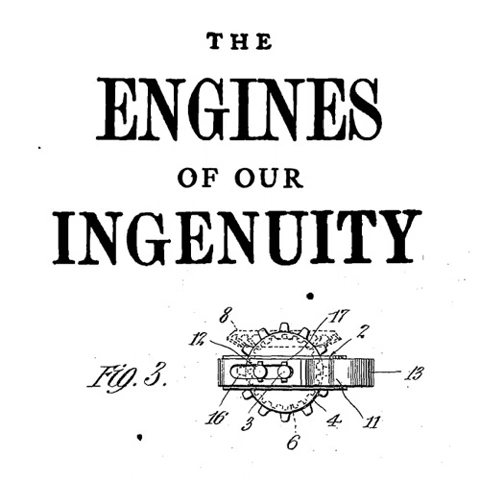 THE
ENGINES
OF OUR
INGENUITY
8
17
12
2
Fig. 3.
13
16
3
4
11
6